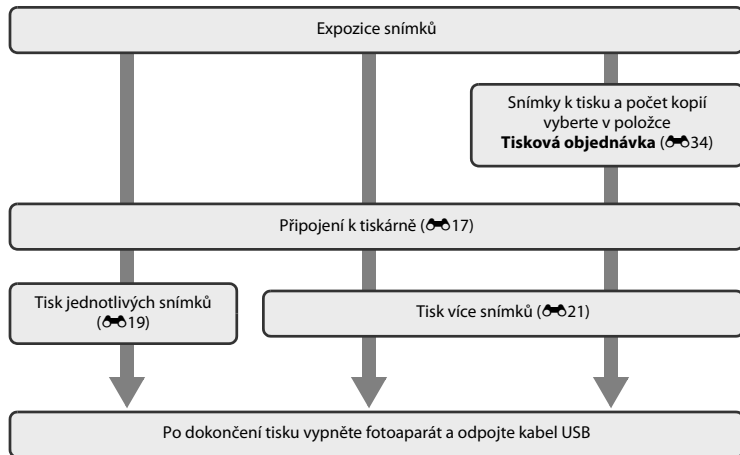 Expozice snímků
Snímky k tisku a počet kopií
vyberte v položce
Tisková objednávka (34)
Připojení k tiskárně (17)
Tisk jednotlivých snímků
(19)
Tisk více snímků (21)
Po dokončení tisku vypněte fotoaparát a odpojte kabel USB